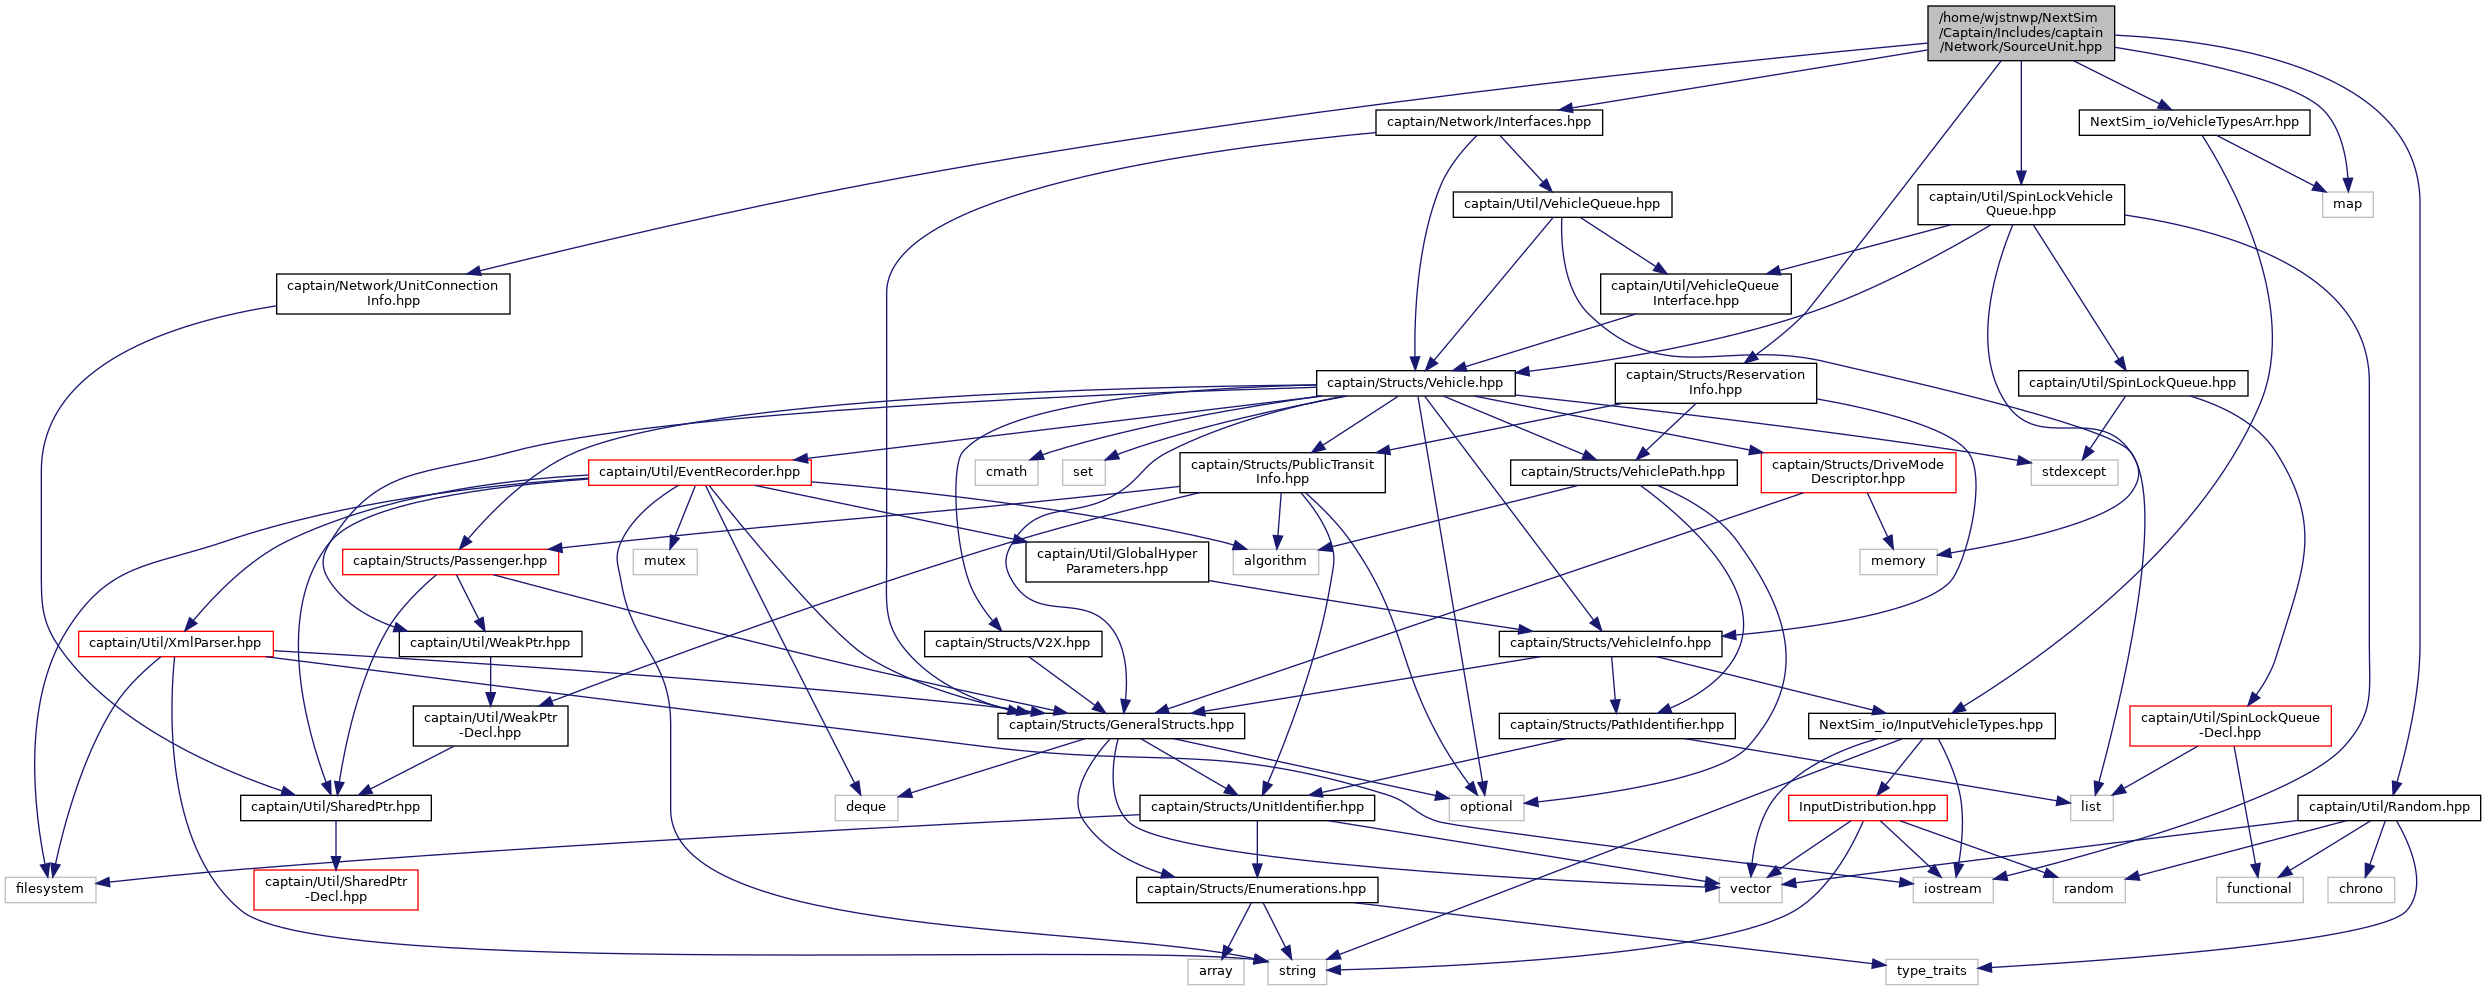 /home/wjstnwp/NextSim
/Captain/Includes/captain
/Network/SourceUnit.hpp
captain/Network/Interfaces.hpp
NextSim_io/VehicleTypesArr.hpp
captain/Util/VehicleQueue.hpp
captain/Util/SpinLockVehicle
Queue.hpp
map
captain/Network/UnitConnection
Info.hpp
captain/Util/VehicleQueue
Interface.hpp
captain/Structs/Vehicle.hpp
captain/Structs/Reservation
Info.hpp
captain/Util/SpinLockQueue.hpp
captain/Util/EventRecorder.hpp
cmath
set
captain/Structs/PublicTransit
Info.hpp
captain/Structs/VehiclePath.hpp
captain/Structs/DriveMode
Descriptor.hpp
stdexcept
captain/Structs/Passenger.hpp
mutex
captain/Util/GlobalHyper
Parameters.hpp
algorithm
memory
captain/Util/XmlParser.hpp
captain/Util/WeakPtr.hpp
captain/Structs/V2X.hpp
captain/Structs/VehicleInfo.hpp
captain/Util/WeakPtr
-Decl.hpp
captain/Structs/GeneralStructs.hpp
captain/Structs/PathIdentifier.hpp
NextSim_io/InputVehicleTypes.hpp
captain/Util/SpinLockQueue
-Decl.hpp
captain/Util/SharedPtr.hpp
deque
captain/Structs/UnitIdentifier.hpp
optional
InputDistribution.hpp
list
captain/Util/Random.hpp
filesystem
captain/Util/SharedPtr
-Decl.hpp
captain/Structs/Enumerations.hpp
vector
iostream
random
functional
chrono
array
string
type_traits